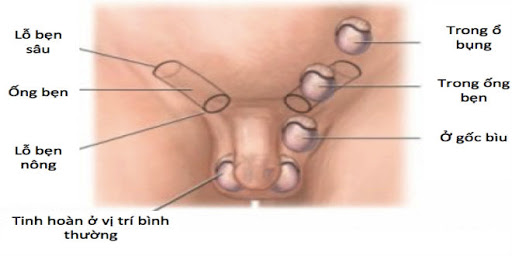 Lỗ bẹn
sâu
Ống bẹn
Lỗ bẹn
nông
Tinh hoàn ở vị trí bình
thường
Trong ổ
bụng
Trong ống
bẹn
Ở gốc bìu